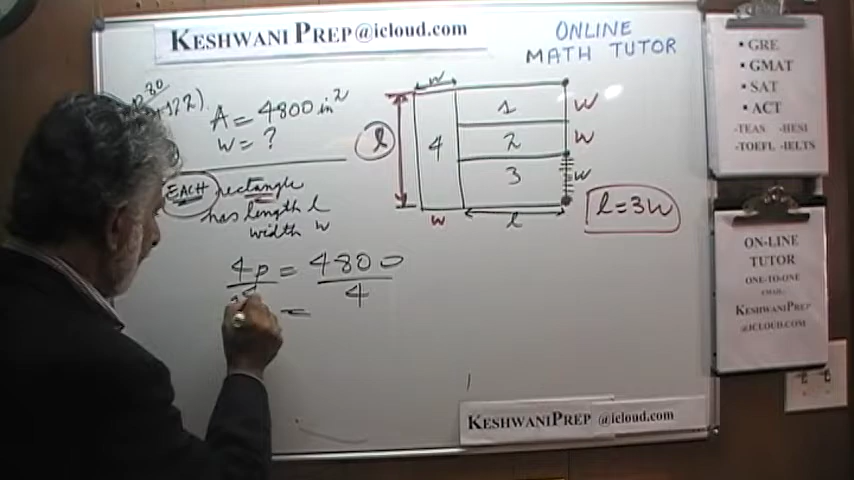 KESHWANI PREP@icloud.com
ONLINE
MATH TUTOR
• GRE
• GMAT
• SAT
• ACT
-TEAS -HESI
-TOEFL -IELTS
A = 4800 in²
W = ?
EACH rectangle
has length l
width w
4p = 4800
4
=
w
l
4
1
2
3
W
W
W
w
l
l = 3W
ON-LINE
TUTOR
ONE-TO-ONE
EMAIL:
KESHWANIPREP
@ICLOUD.COM
KESHWANIPREP @icloud.com